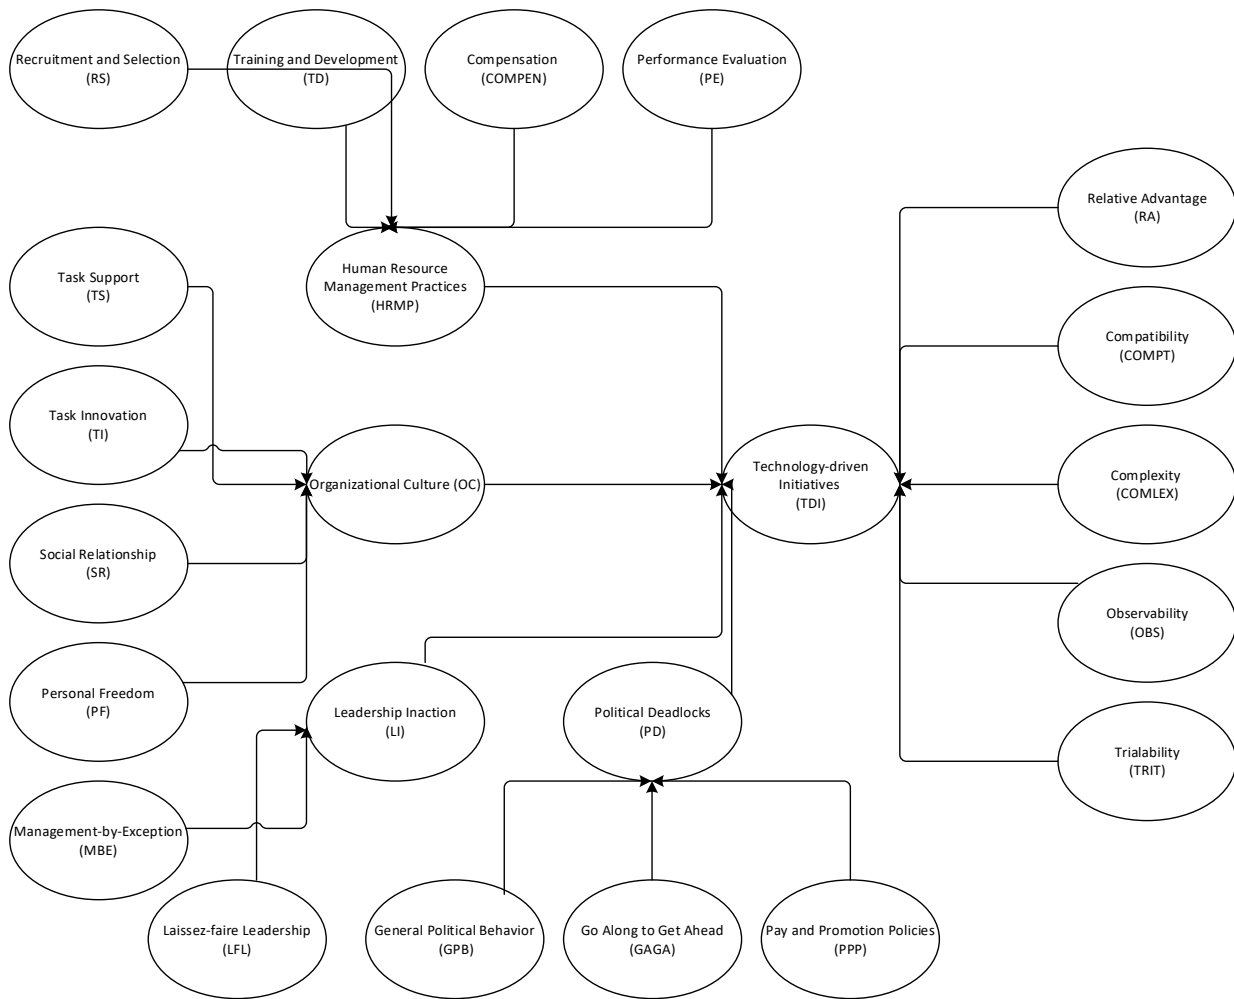 Recruitment and Selection
(RS)
Training and Development
(TD)
Compensation
(COMPEN)
Performance Evaluation
(PE)
Relative Advantage
(RA)
Task Support
(TS)
Human Resource
Management Practices
(HRMP)
Compatibility
(COMPT)
Task Innovation
(TI)
Organizational Culture (OC)
Technology-driven
Initiatives
(TDI)
Complexity
(COMLEX)
Social Relationship
(SR)
Observability
(OBS)
Personal Freedom
(PF)
Leadership Inaction
(LI)
Political Deadlocks
(PD)
Trialability
(TRIT)
Management-by-Exception
(MBE)
Laissez-faire Leadership
(LFL)
General Political Behavior
(GPB)
Go Along to Get Ahead
(GAGA)
Pay and Promotion Policies
(PPP)